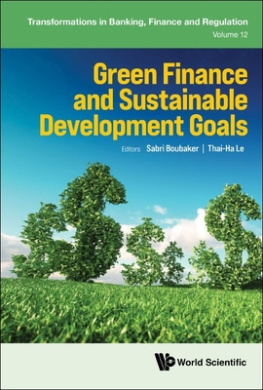 Transformations in Banking, Finance and Regulation
Volume 12
Green Finance
and Sustainable
Development Goals
Editors Sabri Boubaker | Thai-Ha Le
World Scientific